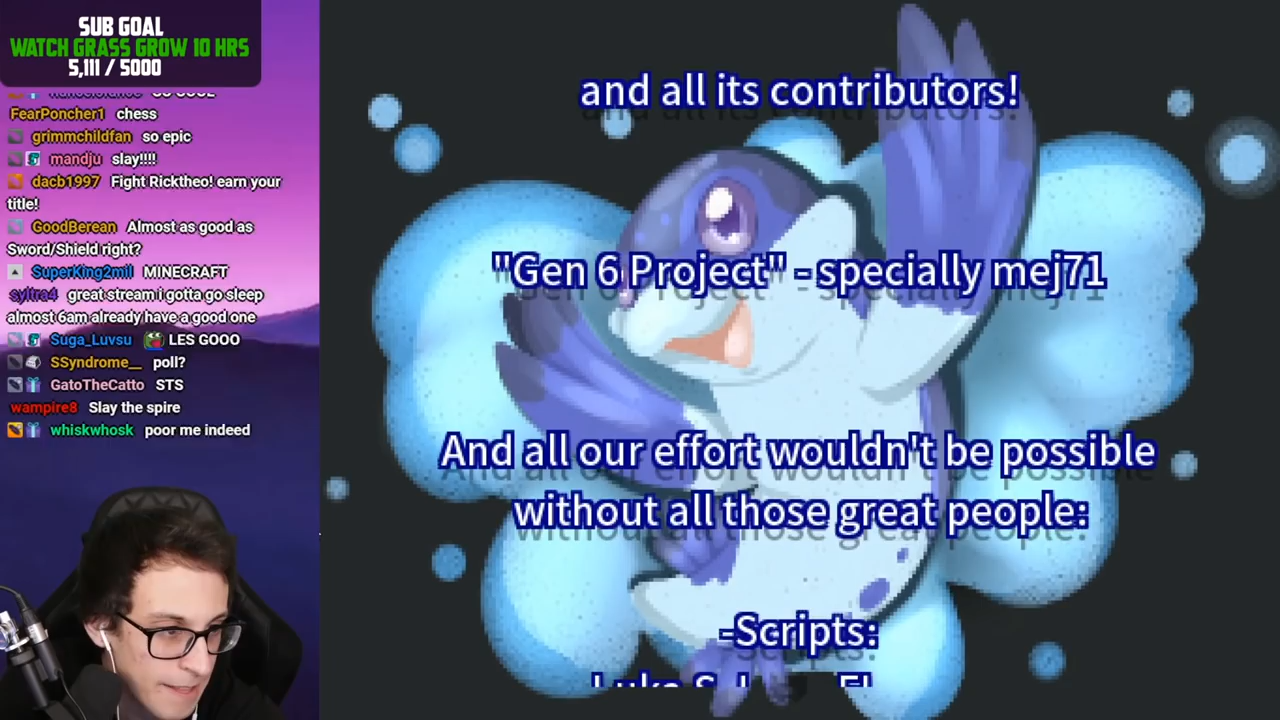 SUB GOAL
WATCH GRASS GROW 10 HRS
5,111 / 5000
FearPoncher1 chess
grimmchildfan so epic
mandju slay!!!!
dacb1997 Fight Ricktheo! earn your
title!
GoodBerean Almost as good as
Sword/Shield right?
SuperKing2mil MINECRAFT
syltra4 great stream i gotta go sleep
almost 6am already have a good one
Suga_Luvsu LES GOOO
SSyndrome__ poll?
GatoTheCatto STS
wampire8 Slay the spire
whiskwhosk poor me indeed
and all its contributors!
"Gen 6 Project" - specially mej71
And all our effort wouldn't be possible
without all those great people:
-Scripts: